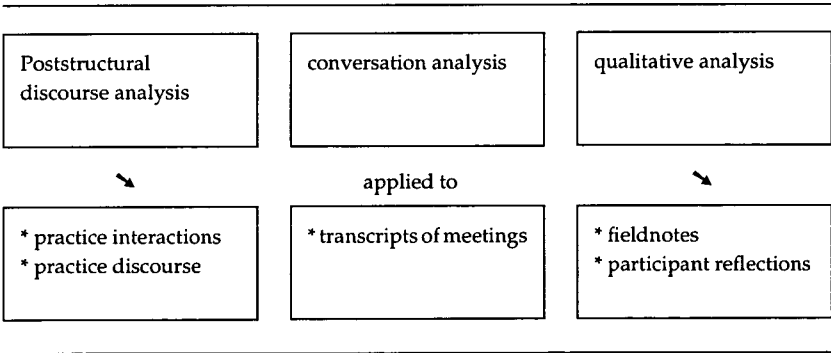 Poststructural
discourse analysis
conversation analysis
qualitative analysis
applied to
* practice interactions
* practice discourse
* transcripts of meetings
* fieldnotes
* participant reflections